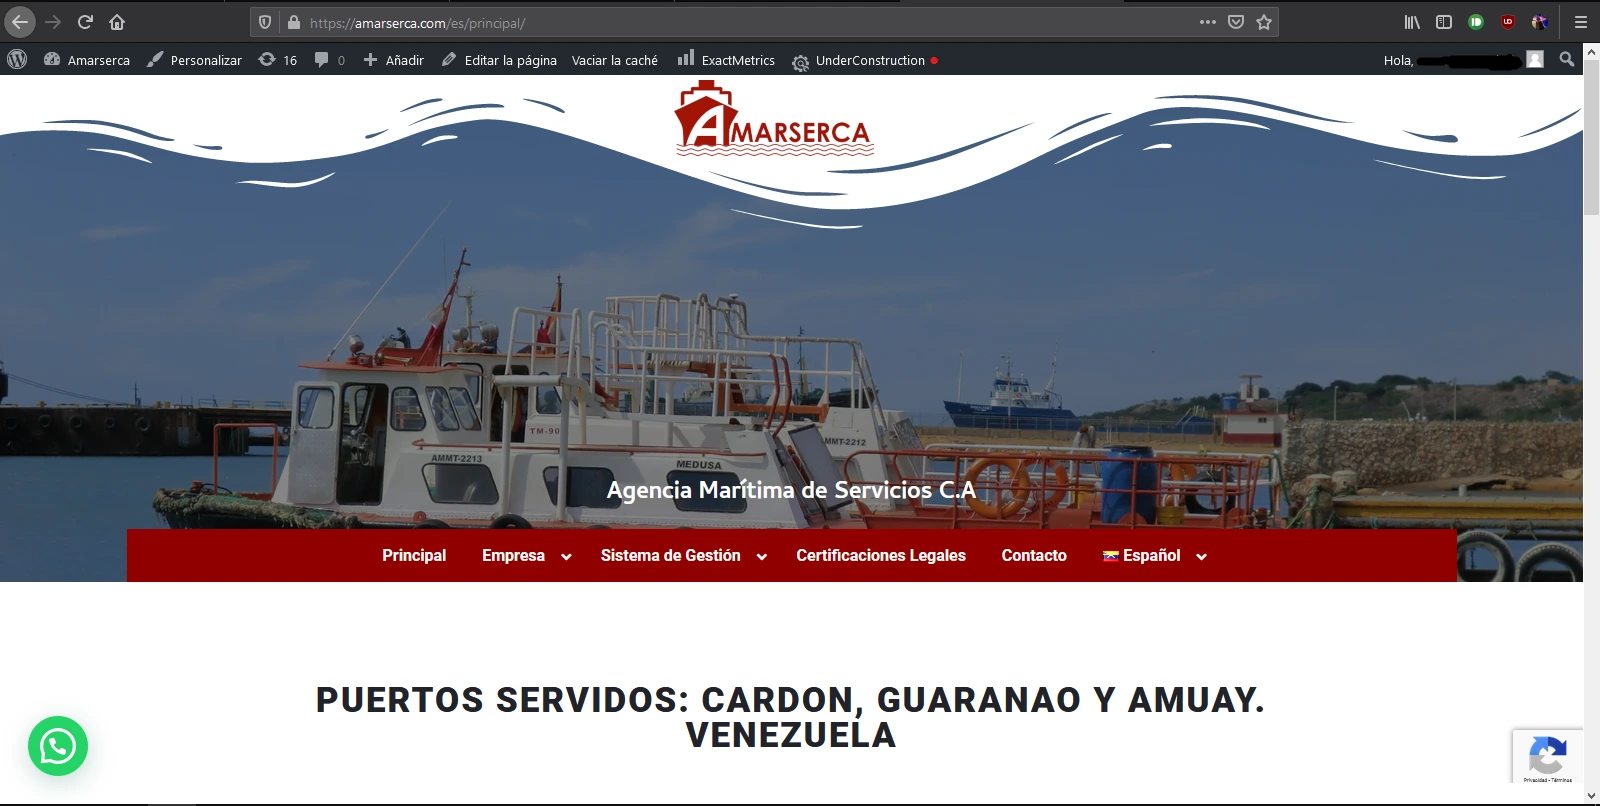 https://amarserca.com/es/principal/
Amarserca Personalizar 16 0 Añadir Editar la página Vaciar la caché ExactMetrics UnderConstruction Hola,
AMARSERCA
TM-90
MMT-2212
AMMT-2213
MEDUSA
Agencia Marítima de Servicios C.A
Principal Empresa Sistema de Gestión Certificaciones Legales Contacto Español
PUERTOS SERVIDOS: CARDON, GUARANAO Y AMUAY.
VENEZUELA
Privacidad - Términos